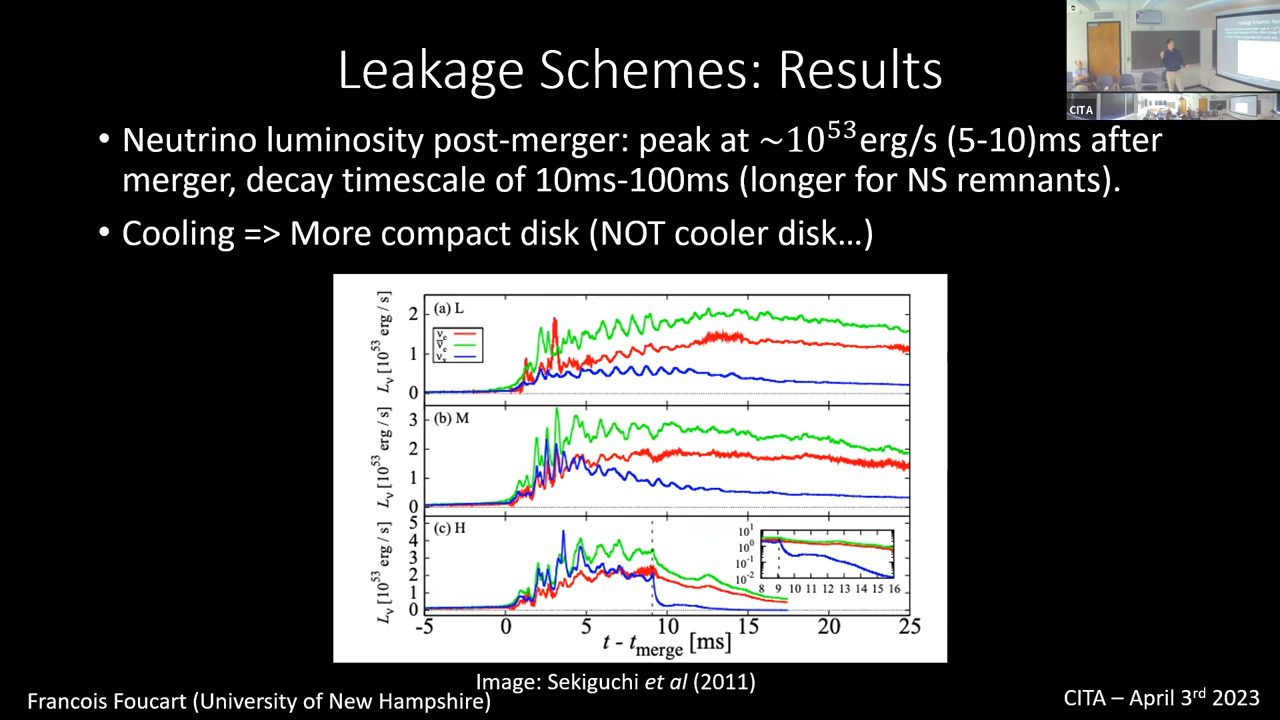 CITA
Leakage Schemes: Results
• Neutrino luminosity post-merger: peak at ~10^53 erg/s (5-10)ms after
merger, decay timescale of 10ms-100ms (longer for NS remnants).
• Cooling => More compact disk (NOT cooler disk…)
(a) L
ν_e
ν̄_e
ν_x
L_ν [10^53 erg / s]
2
1
0
(b) M
L_ν [10^53 erg / s]
3
2
1
0
(c) H
L_ν [10^53 erg / s]
5
4
3
2
1
0
10^1
10^0
10^-1
10^-2
8 9 10 11 12 13 14 15 16
-5 0 5 10 15 20 25
t - t_merge [ms]
Image: Sekiguchi et al (2011)
Francois Foucart (University of New Hampshire)
CITA – April 3rd 2023